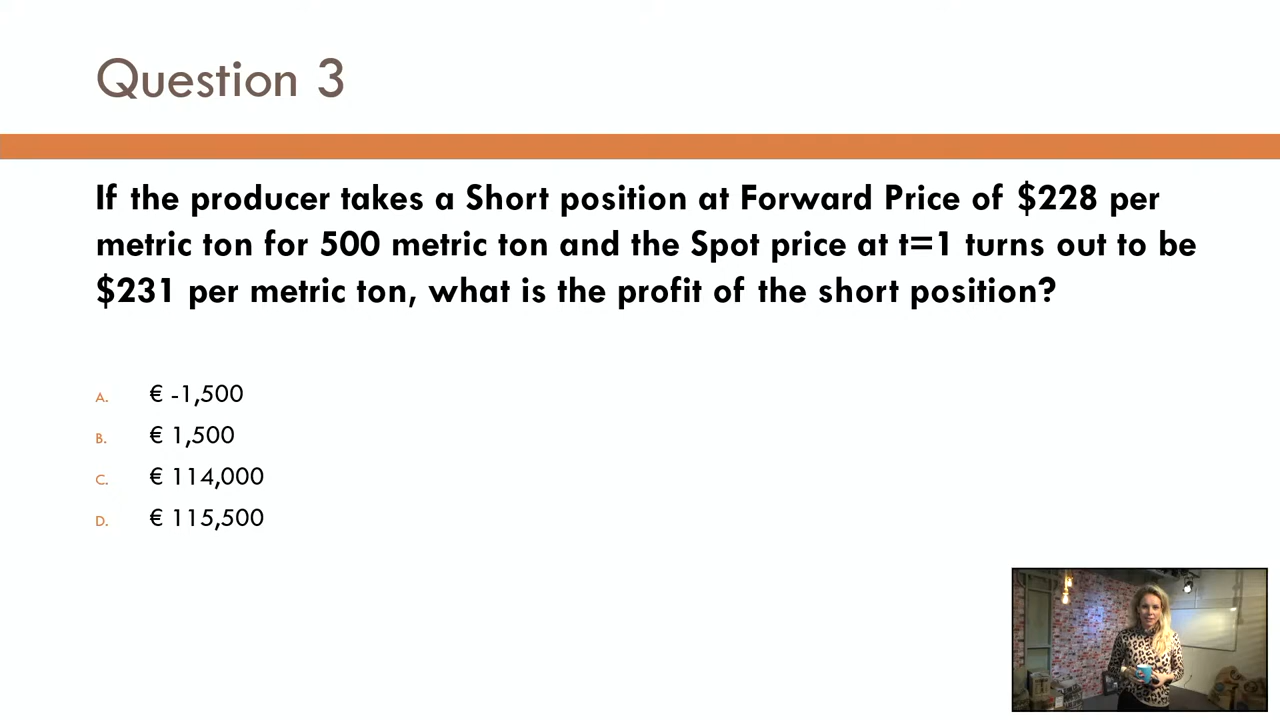 Question 3
If the producer takes a Short position at Forward Price of $228 per
metric ton for 500 metric ton and the Spot price at t=1 turns out to be
$231 per metric ton, what is the profit of the short position?
A. € -1,500
B. € 1,500
C. € 114,000
D. € 115,500